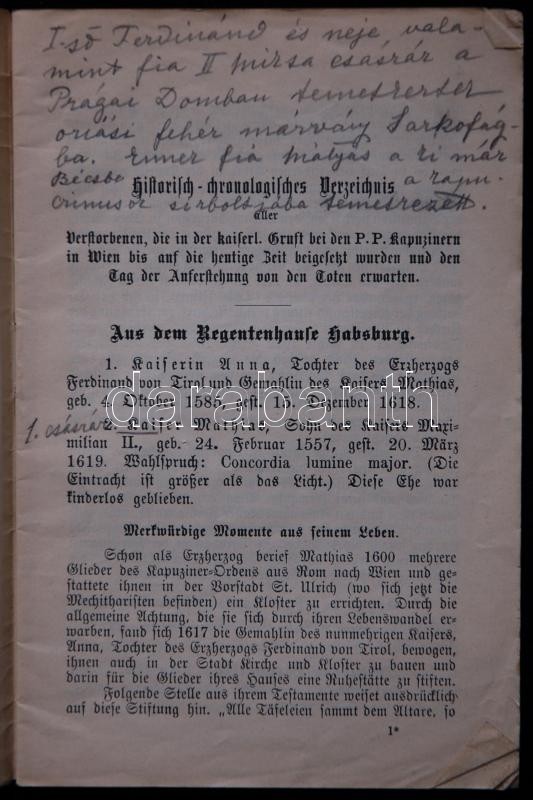 I-ső Ferdinánd és neje vala-
mint fia II Miksa császár a
Prágai Domban temetkezett
óriási fehér márvány Sarkofág-
ba. Ennek fia Mátyás a ki már
Bécsbe a kapu-
Historisch-chronologisches Verzeichnis
cinusok sirboltjába temetkezett.
aller
Verstorbenen, die in der kaiserl. Gruft bei den P. P. Kapuzinern
in Wien bis auf die heutige Zeit beigesetzt wurden und den
Tag der Auferstehung von den Toten erwarten.
Aus dem Regentenhause Habsburg.
1. Kaiserin Anna, Tochter des Erzherzogs
Ferdinand von Tirol und Gemahlin des Kaisers Mathias,
geb. 4. Oktober 1585, gest. 15. Dezember 1618.
1. császár
2. Kaiser Mathias, Sohn des Kaisers Maxi-
milian II., geb. 24. Februar 1557, gest. 20. März
1619. Wahlspruch: Concordia lumine major. (Die
Eintracht ist größer als das Licht.) Diese Ehe war
kinderlos geblieben.
Merkwürdige Momente aus seinem Leben.
Schon als Erzherzog berief Mathias 1600 mehrere
Glieder des Kapuziner-Ordens aus Rom nach Wien und ge-
stattete ihnen in der Vorstadt St. Ulrich (wo sich jetzt die
Mechitharisten befinden) ein Kloster zu errichten. Durch die
allgemeine Achtung, die sie sich durch ihren Lebenswandel er-
warben, fand sich 1617 die Gemahlin des nunmehrigen Kaisers,
Anna, Tochter des Erzherzogs Ferdinand von Tirol, bewogen,
ihnen auch in der Stadt Kirche und Kloster zu bauen und
darin für die Glieder ihres Hauses eine Ruhestätte zu stiften.
Folgende Stelle aus ihrem Testamente weiset ausdrücklich
auf diese Stiftung hin. „Alle Täfeleien sammt dem Altare, so
1*
darabanth